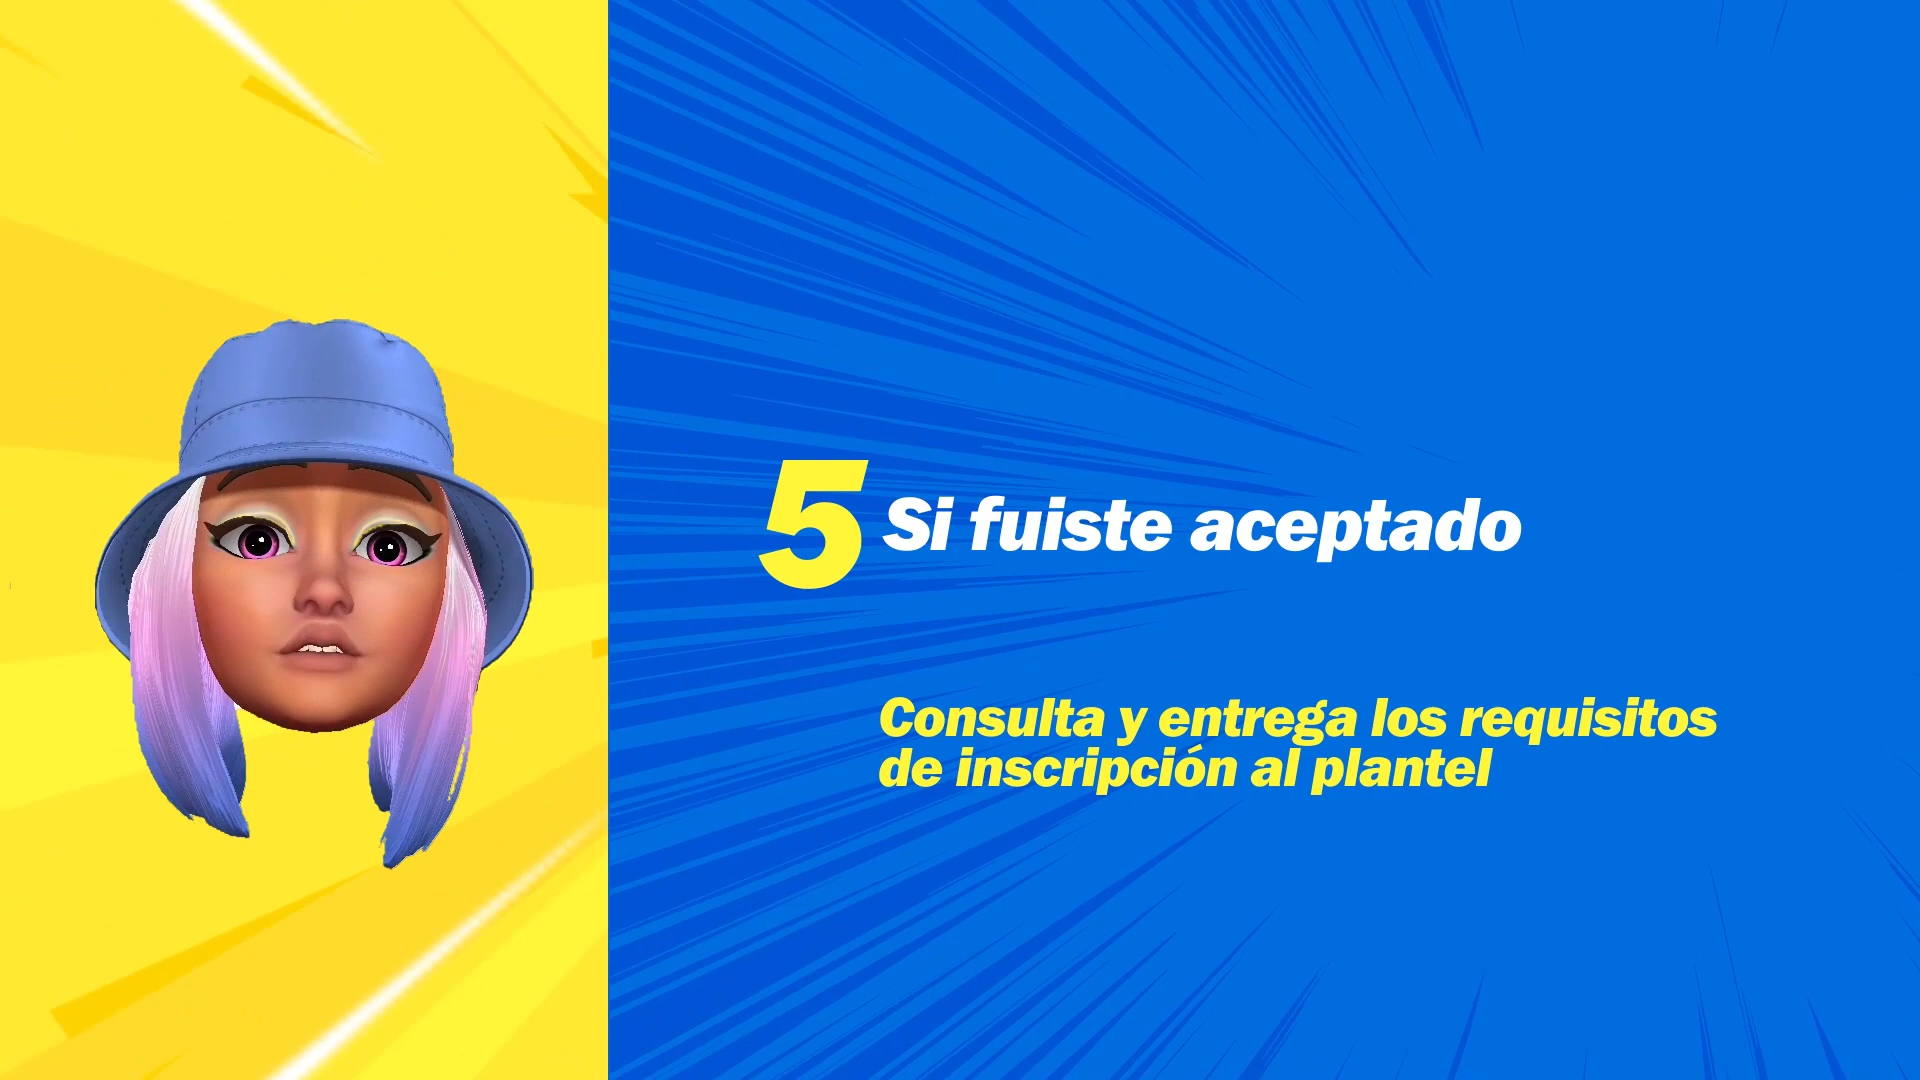 5 Si fuiste aceptado
Consulta y entrega los requisitos
de inscripción al plantel